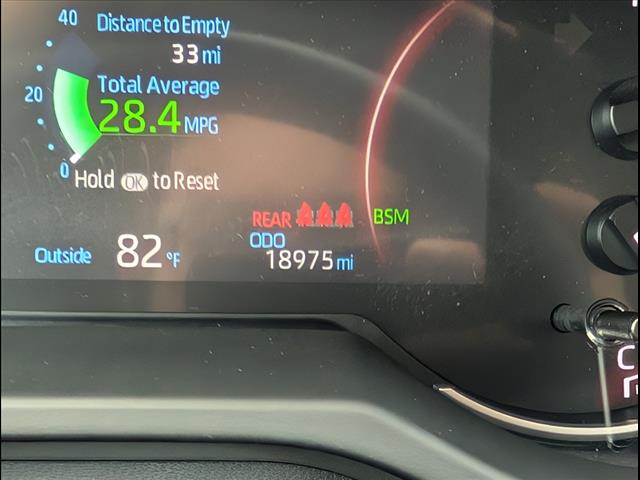 40
Distance to Empty
33 mi
20
Total Average
28.4 MPG
0
Hold OK to Reset
REAR
BSM
ODO
Outside 82 °F
18975 mi
C